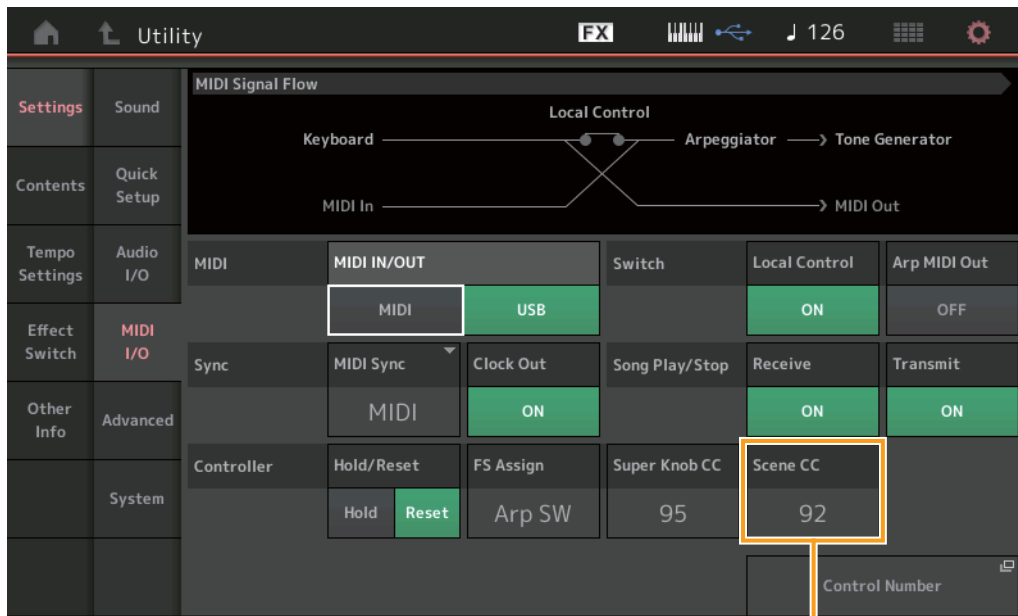 Utility
FX
♩ 126
Settings
Sound
Contents
Quick
Setup
Tempo
Settings
Audio
I/O
Effect
Switch
MIDI
I/O
Other
Info
Advanced
System
MIDI Signal Flow
Local Control
Keyboard
Arpeggiator
Tone Generator
MIDI In
MIDI Out
MIDI
MIDI IN/OUT
Switch
Local Control
Arp MIDI Out
MIDI
USB
ON
OFF
Sync
MIDI Sync
Clock Out
Song Play/Stop
Receive
Transmit
MIDI
ON
ON
ON
Controller
Hold/Reset
FS Assign
Super Knob CC
Scene CC
Hold
Reset
Arp SW
95
92
Control Number